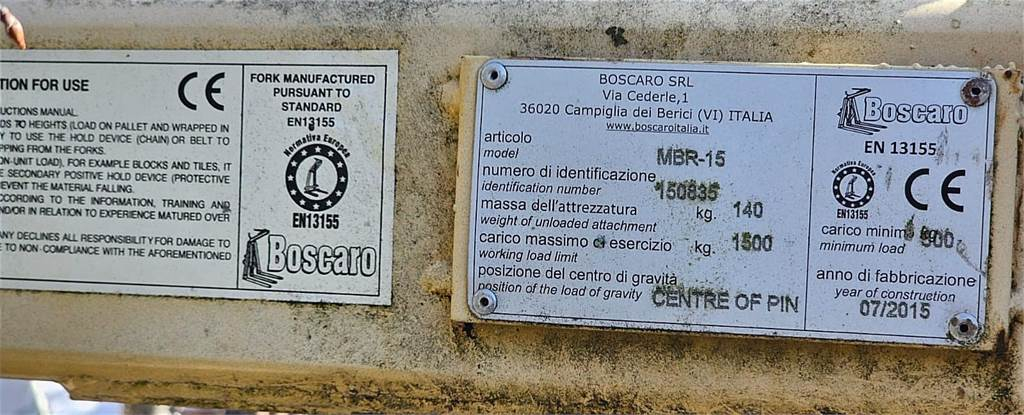 TION FOR USE
CE
UCTIONS MANUAL.
TO HEIGHTS (LOAD ON PALLET AND WRAPPED IN
TO USE THE HOLD DEVICE (CHAIN) OR BELT TO
FROM THE FORKS.
ON-UNIT LOAD), FOR EXAMPLE BLOCKS AND TILES, IT
SECONDARY POSITIVE HOLD DEVICE (PROTECTIVE
EVENT THE MATERIAL FALLING.
CCORDING TO THE INFORMATION, TRAINING AND
ND/OR IN RELATION TO EXPERIENCE MATURED OVER
ANY DECLINES ALL RESPONSIBILITY FOR DAMAGE TO
TO NON-COMPLIANCE WITH THE AFOREMENTIONED
FORK MANUFACTURED
PURSUANT TO
STANDARD
EN13155
Normativa Europea
EN13155
Boscaro
BOSCARO SRL
Via Cederle,1
36020 Campiglia dei Berici (VI) ITALIA
www.boscaroitalia.it
articolo
model MBR-15
numero di identificazione
identification number 150835
massa dell'attrezzatura kg. 140
weight of unloaded attachment
carico massimo di esercizio kg. 1500
working load limit
posizione del centro di gravità
position of the load of gravity CENTRE OF PIN
Boscaro
EN 13155
Normativa Europea
EN13155
CE
carico minimo
minimum load
anno di fabbricazione
year of construction
07/2015